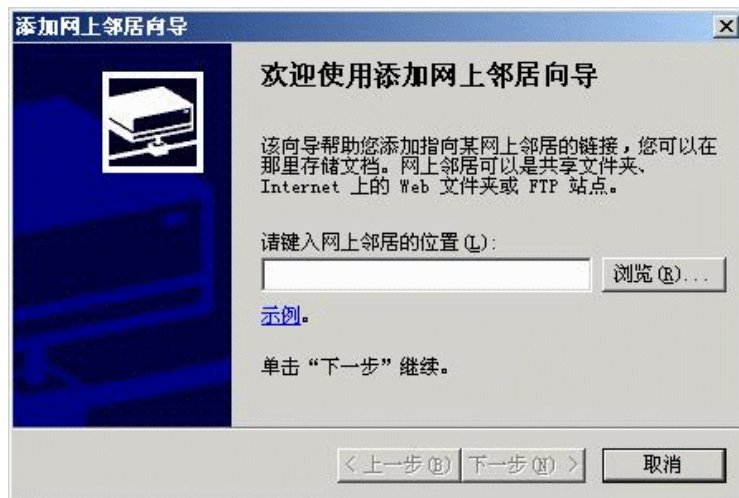 添加网上邻居向导
欢迎使用添加网上邻居向导
该向导帮助您添加指向某网上邻居的链接，您可以在
那里存储文档。网上邻居可以是共享文件夹、
Internet 上的 Web 文件夹或 FTP 站点。
请键入网上邻居的位置(L):
浏览(R)...
示例。
单击“下一步”继续。
< 上一步(B) 下一步(N) > 取消